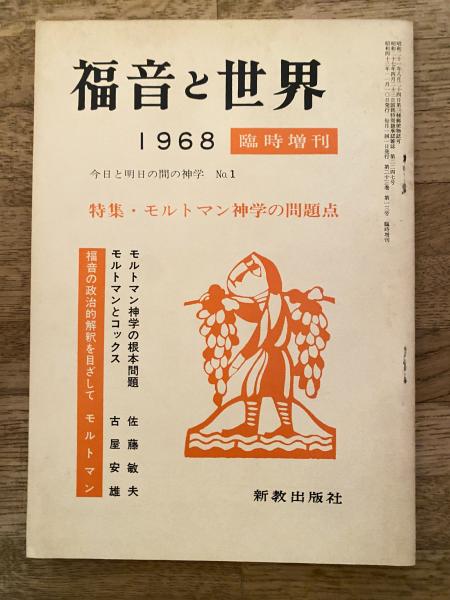 福音と世界
1968 臨時増刊
今日と明日の間の神学 No.1
特集・モルトマン神学の問題点
モルトマン神学の根本問題 佐藤敏夫
モルトマンとコックス 古屋安雄
福音の政治的解釈を目ざして モルトマン
新教出版社